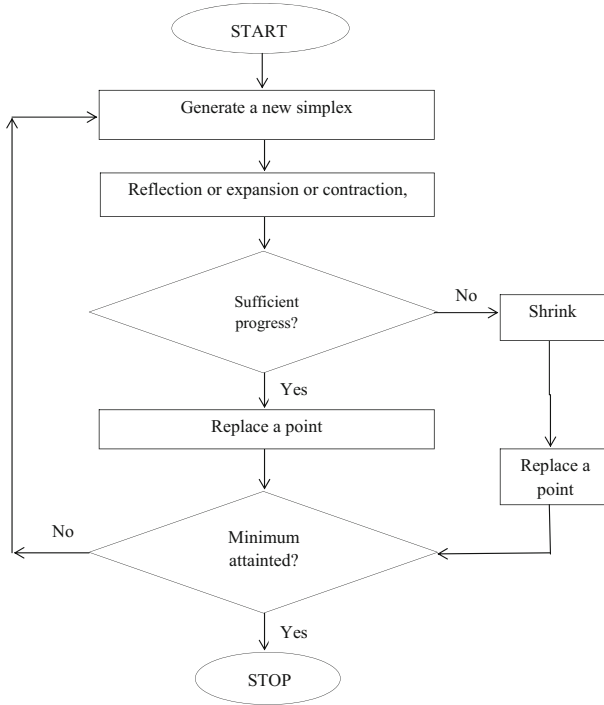 START
Generate a new simplex
Reflection or expansion or contraction,
Sufficient
progress?
No
Shrink
Yes
Replace a point
Replace a
point
No
Minimum
attainted?
Yes
STOP